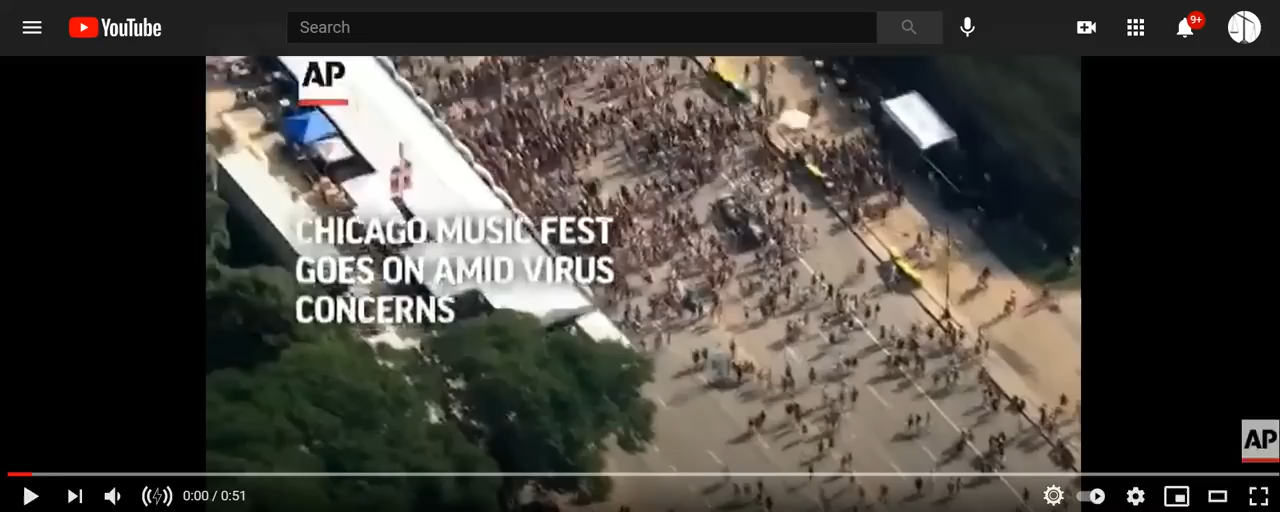 YouTube
Search
9+
AP
CHICAGO MUSIC FEST
GOES ON AMID VIRUS
CONCERNS
AP
0:00 / 0:51